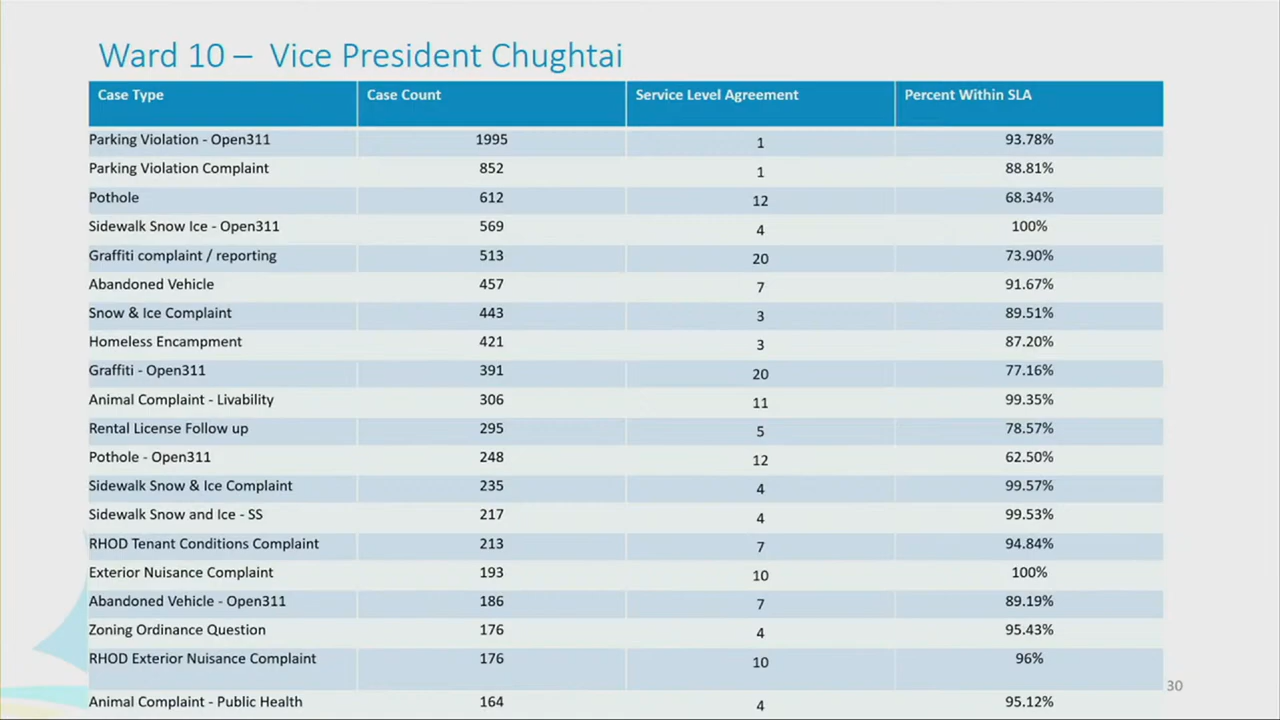 Ward 10 – Vice President Chughtai
Case Type Case Count Service Level Agreement Percent Within SLA
Parking Violation - Open311 1995 1 93.78%
Parking Violation Complaint 852 1 88.81%
Pothole 612 12 68.34%
Sidewalk Snow Ice - Open311 569 4 100%
Graffiti complaint / reporting 513 20 73.90%
Abandoned Vehicle 457 7 91.67%
Snow & Ice Complaint 443 3 89.51%
Homeless Encampment 421 3 87.20%
Graffiti - Open311 391 20 77.16%
Animal Complaint - Livability 306 11 99.35%
Rental License Follow up 295 5 78.57%
Pothole - Open311 248 12 62.50%
Sidewalk Snow & Ice Complaint 235 4 99.57%
Sidewalk Snow and Ice - SS 217 4 99.53%
RHOD Tenant Conditions Complaint 213 7 94.84%
Exterior Nuisance Complaint 193 10 100%
Abandoned Vehicle - Open311 186 7 89.19%
Zoning Ordinance Question 176 4 95.43%
RHOD Exterior Nuisance Complaint 176 10 96%
30
Animal Complaint - Public Health 164 4 95.12%